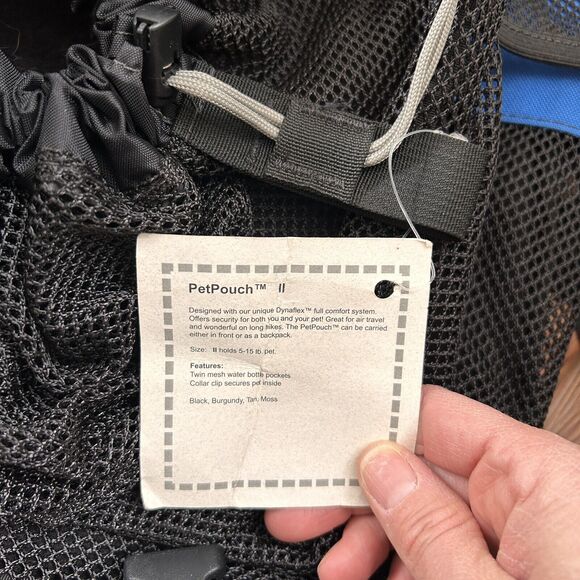 PetPouch™ II
Designed with our unique Dynaflex™ full comfort system.
Offers security for both you and your pet! Great for air travel
and wonderful on long hikes. The PetPouch™ can be carried
either in front or as a backpack.
Size: II holds 5-15 lb. pet.
Features:
Twin mesh water bottle pockets
Collar clip secures pet inside
Black, Burgundy, Tan, Moss